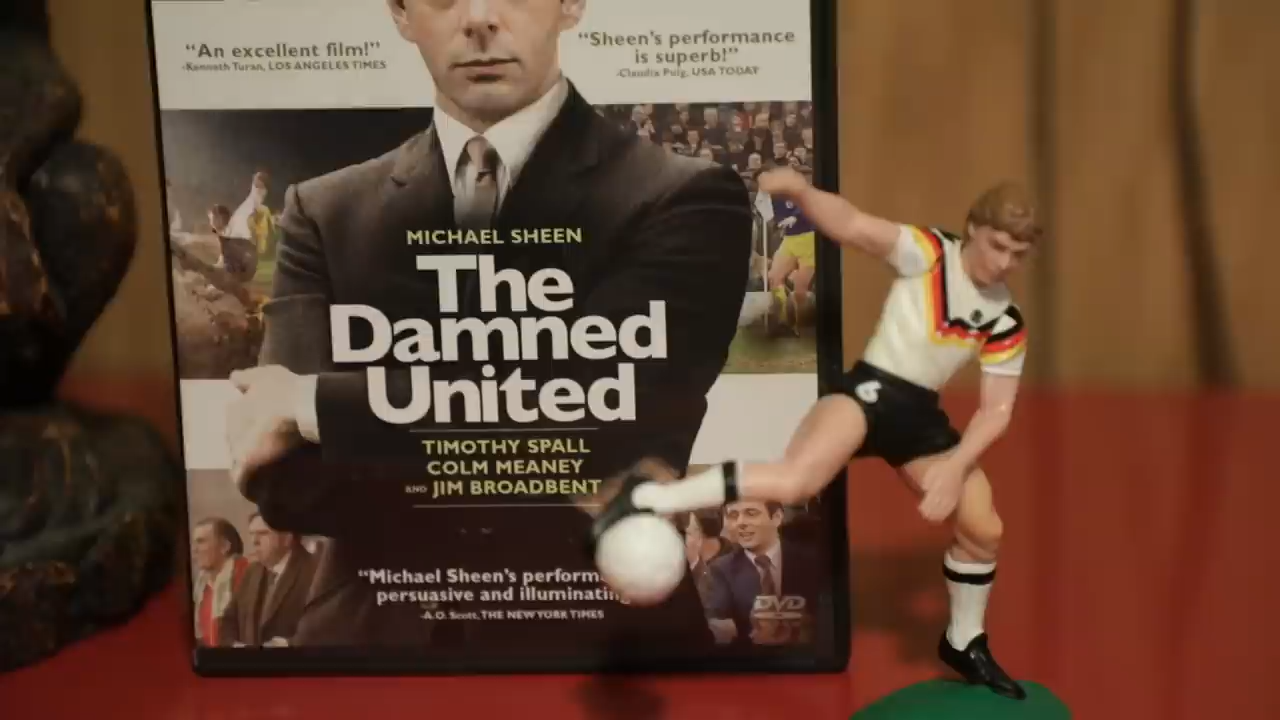 “An excellent film!”
-Kenneth Turan, LOS ANGELES TIMES
“Sheen’s performance
is superb!”
-Claudia Puig, USA TODAY
MICHAEL SHEEN
The
Damned
United
TIMOTHY SPALL
COLM MEANEY
AND JIM BROADBENT
“Michael Sheen’s perform
persuasive and illuminating
-A.O. Scott, THE NEW YORK TIMES
DVD
6